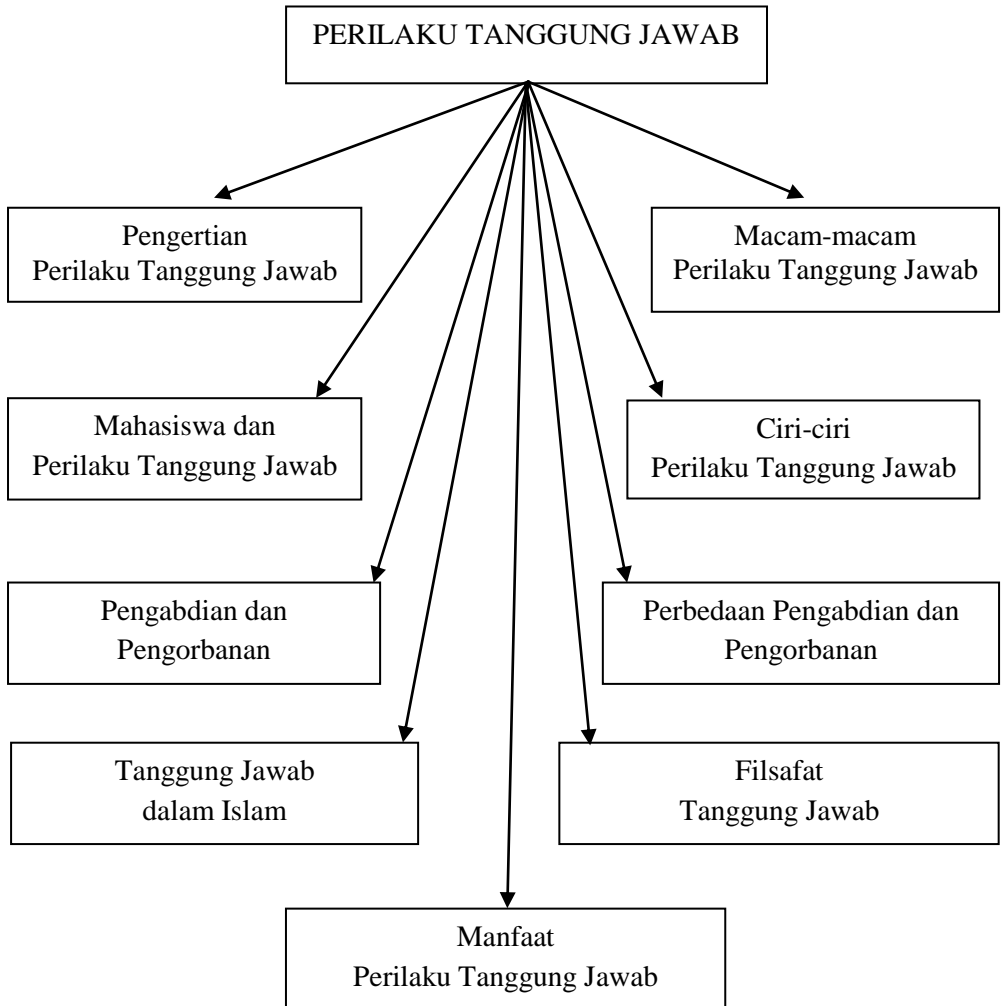 PERILAKU TANGGUNG JAWAB
Pengertian
Perilaku Tanggung Jawab
Macam-macam
Perilaku Tanggung Jawab
Mahasiswa dan
Perilaku Tanggung Jawab
Ciri-ciri
Perilaku Tanggung Jawab
Pengabdian dan
Pengorbanan
Perbedaan Pengabdian dan
Pengorbanan
Tanggung Jawab
dalam Islam
Filsafat
Tanggung Jawab
Manfaat
Perilaku Tanggung Jawab